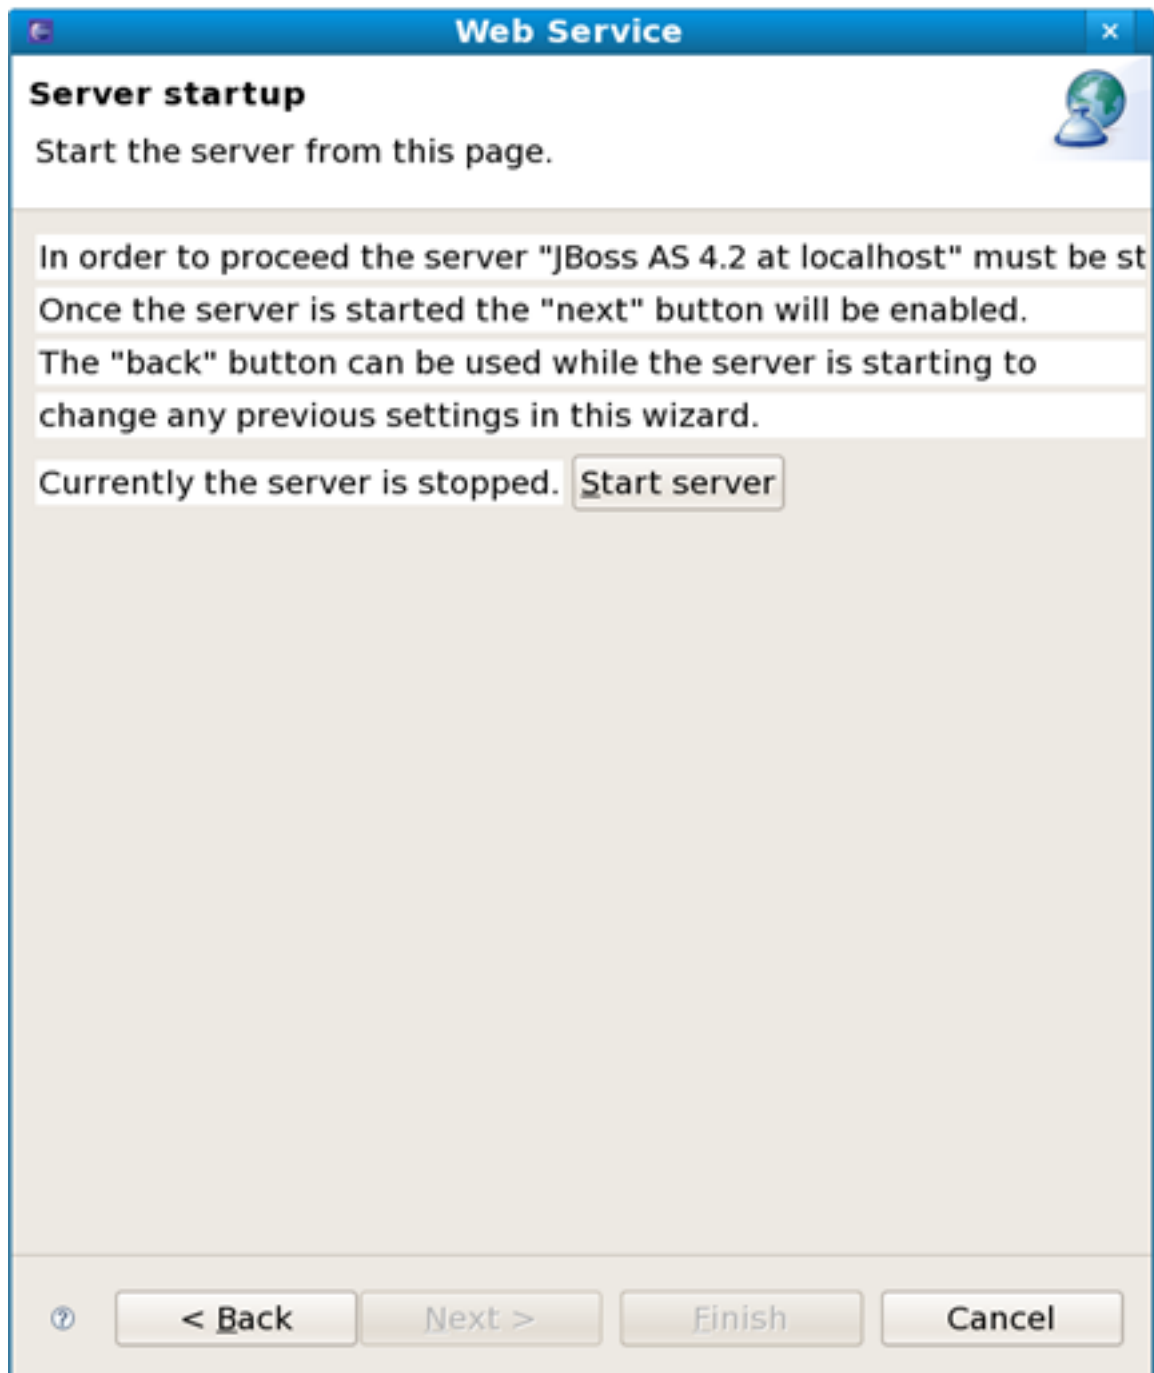 Web Service
Server startup
Start the server from this page.
In order to proceed the server "JBoss AS 4.2 at localhost" must be st
Once the server is started the "next" button will be enabled.
The "back" button can be used while the server is starting to
change any previous settings in this wizard.
Currently the server is stopped. Start server
< Back Next > Finish Cancel